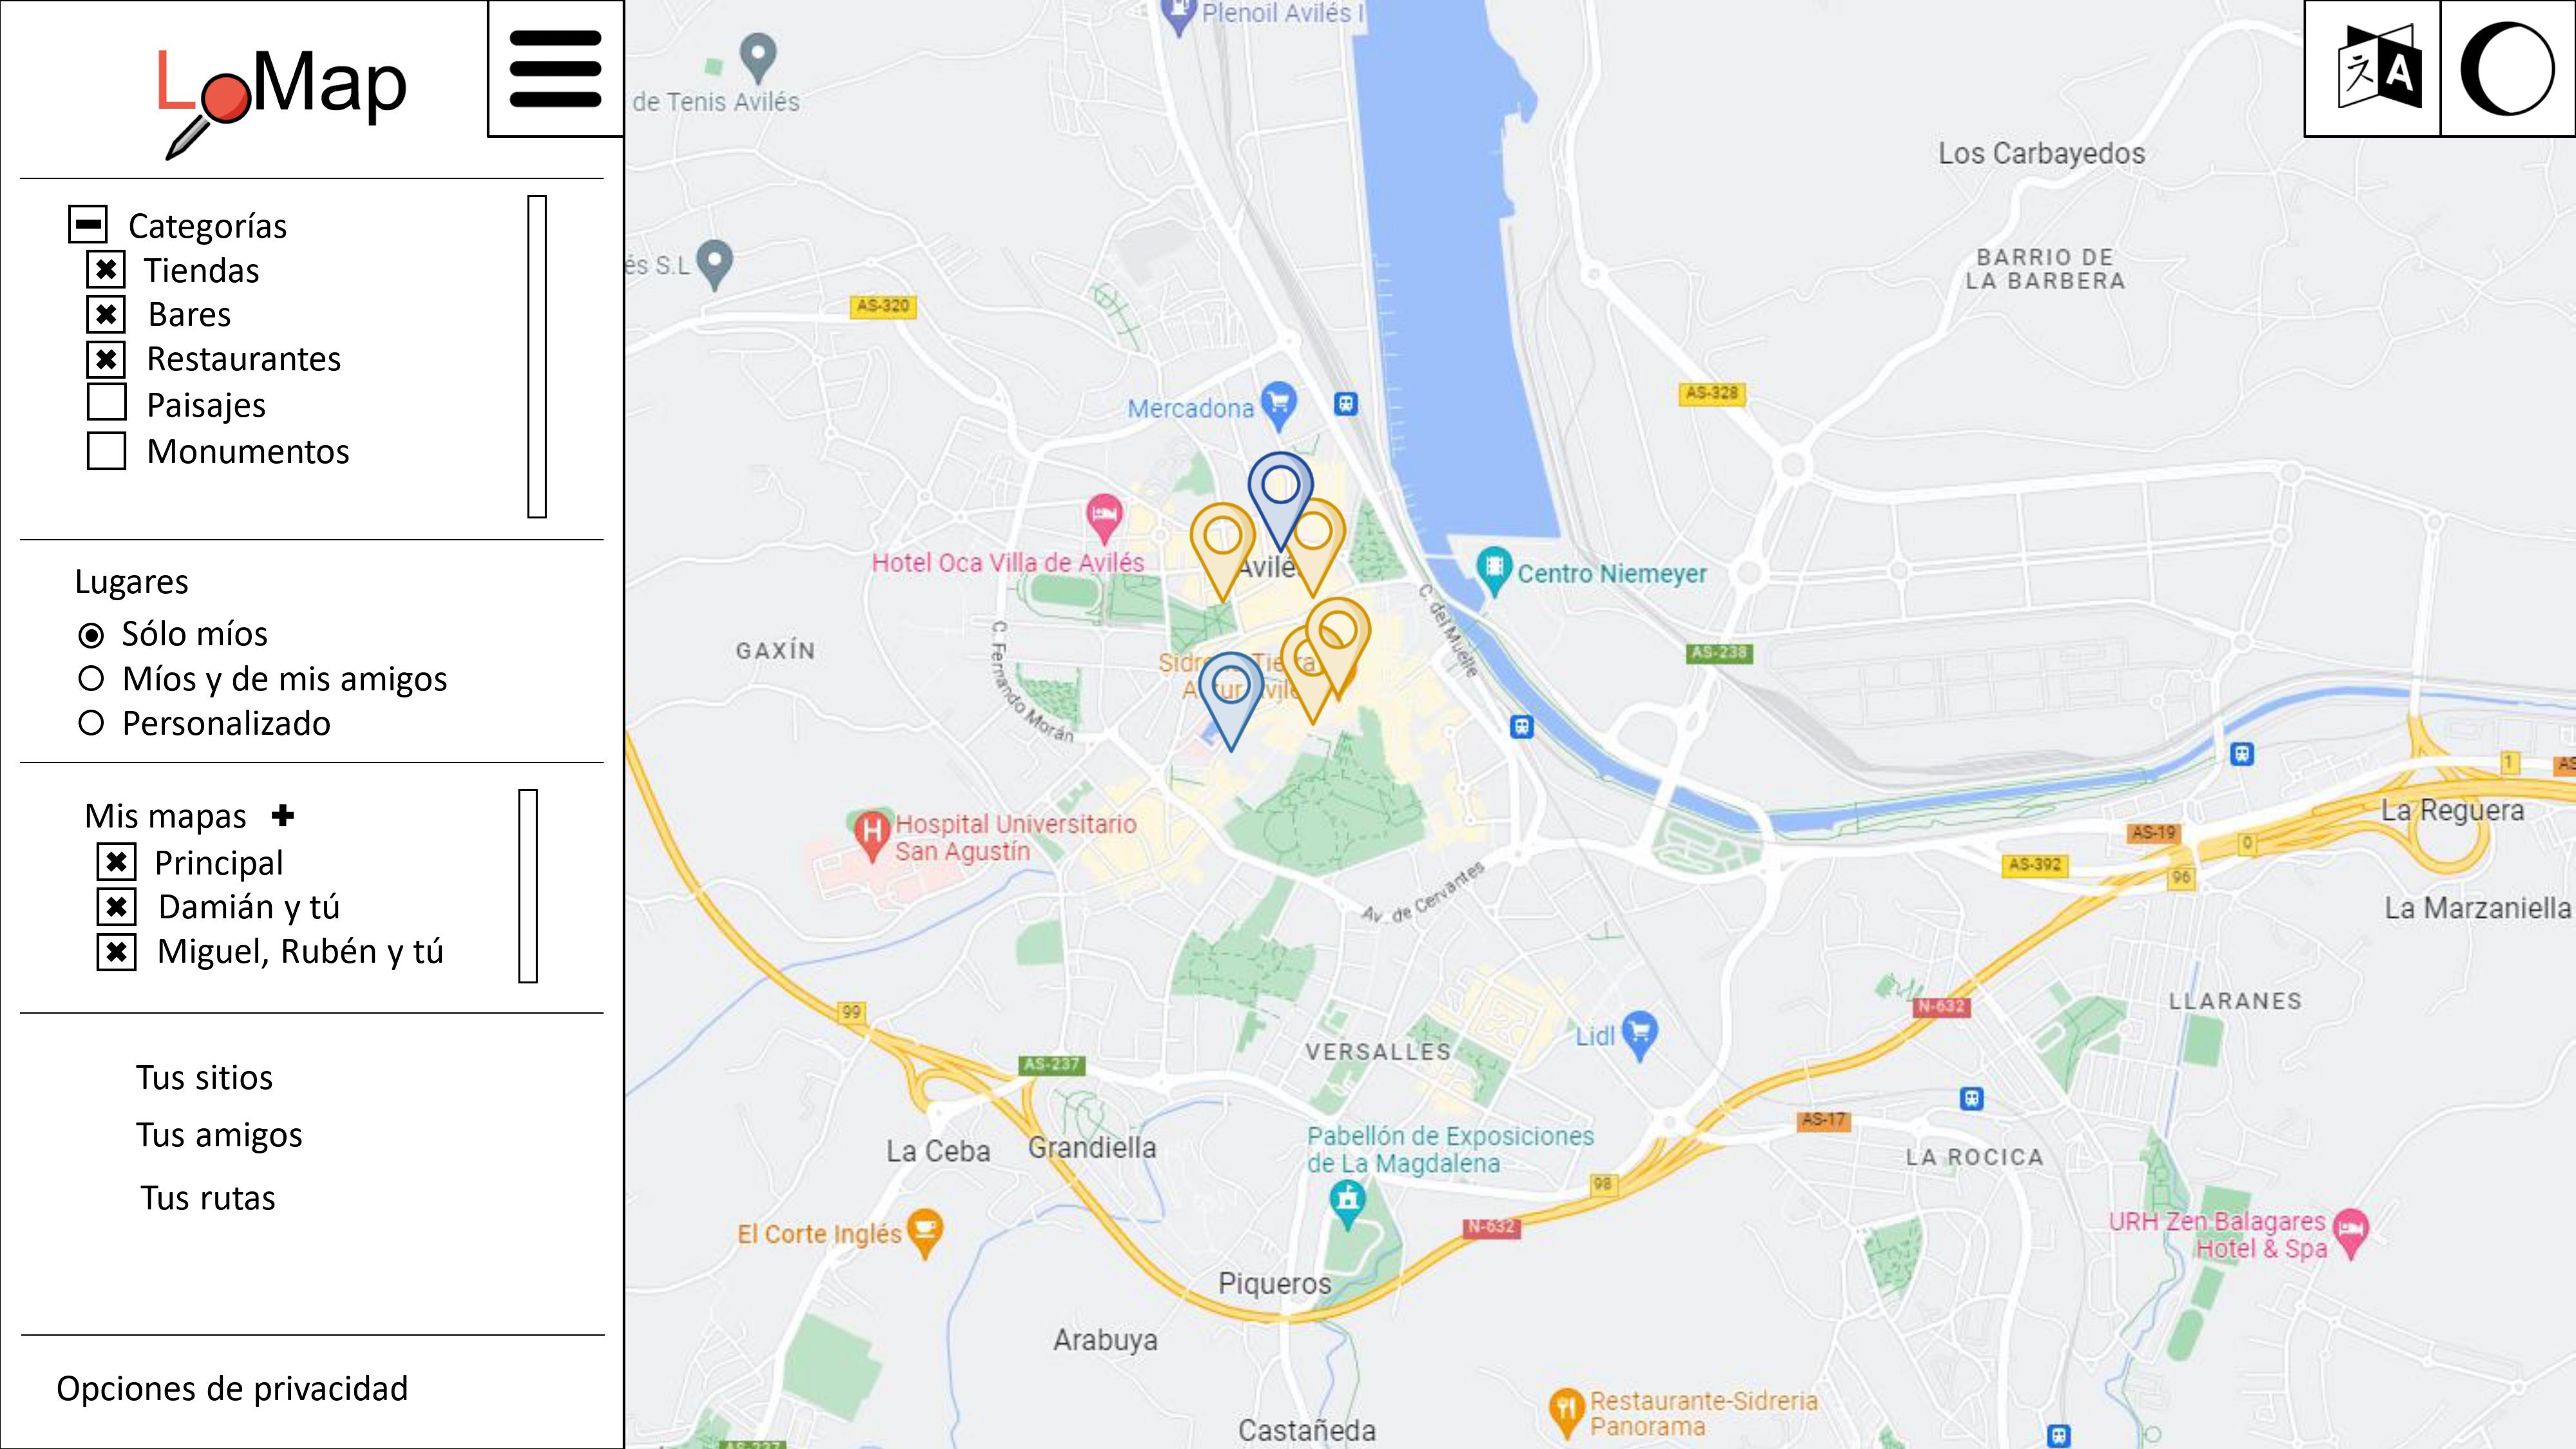 LoMap
Categorías
Tiendas
Bares
Restaurantes
Paisajes
Monumentos
Lugares
Sólo míos
Míos y de mis amigos
Personalizado
Mis mapas
Principal
Damián y tú
Miguel, Rubén y tú
Tus sitios
Tus amigos
Tus rutas
Opciones de privacidad
Plenoil Avilés I
de Tenis Avilés
és S.L
AS-320
Los Carbayedos
BARRIO DE
LA BARBERA
AS-328
Mercadona
Hotel Oca Villa de Avilés
Centro Niemeyer
C. del Muelle
GAXÍN
C. Fernando Morán
AS-238
Hospital Universitario
San Agustín
Av. de Cervantes
1
AS
La Reguera
AS-19
0
AS-392
96
La Marzaniella
99
N-632
LLARANES
Lidl
VERSALLES
AS-237
La Ceba
Grandiella
Pabellón de Exposiciones
de La Magdalena
AS-17
LA ROCICA
98
N-632
El Corte Inglés
URH Zen Balagares
Hotel & Spa
Piqueros
Arabuya
Restaurante-Sidreria
Panorama
Castañeda